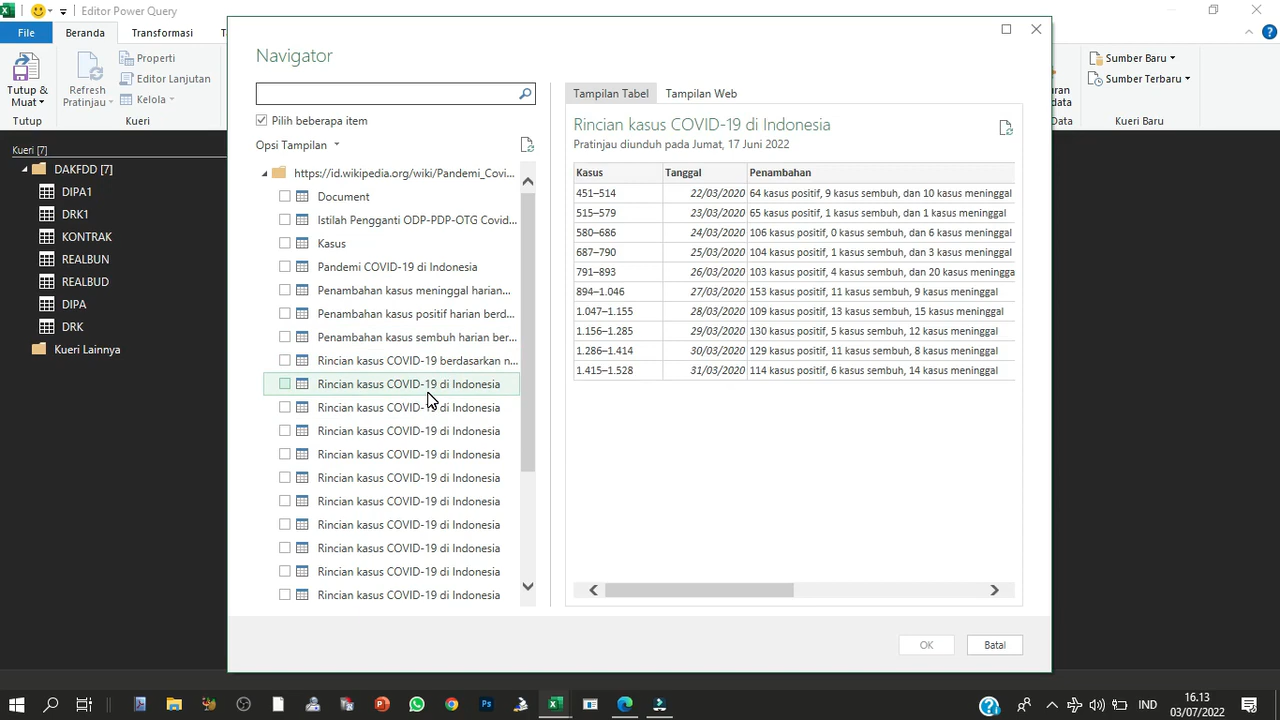 Editor Power Query
File
Beranda
Transformasi
T
Tutup &
Muat
Tutup
Refresh
Pratinjau
Properti
Editor Lanjutan
Kelola
Kueri
Sumber Baru
Sumber Terbaru
Kueri Baru
uran
data
Data
Kueri [7]
DAKFDD [7]
DIPA1
DRK1
KONTRAK
REALBUN
REALBUD
DIPA
DRK
Kueri Lainnya
Navigator
Pilih beberapa item
Opsi Tampilan
https://id.wikipedia.org/wiki/Pandemi_Covi...
Document
Istilah Pengganti ODP-PDP-OTG Covid...
Kasus
Pandemi COVID-19 di Indonesia
Penambahan kasus meninggal harian...
Penambahan kasus positif harian berd...
Penambahan kasus sembuh harian ber...
Rincian kasus COVID-19 berdasarkan n...
Rincian kasus COVID-19 di Indonesia
Rincian kasus COVID-19 di Indonesia
Rincian kasus COVID-19 di Indonesia
Rincian kasus COVID-19 di Indonesia
Rincian kasus COVID-19 di Indonesia
Rincian kasus COVID-19 di Indonesia
Rincian kasus COVID-19 di Indonesia
Rincian kasus COVID-19 di Indonesia
Rincian kasus COVID-19 di Indonesia
Rincian kasus COVID-19 di Indonesia
Tampilan Tabel Tampilan Web
Rincian kasus COVID-19 di Indonesia
Pratinjau diunduh pada Jumat, 17 Juni 2022
Kasus Tanggal Penambahan
451–514 22/03/2020 64 kasus positif, 9 kasus sembuh, dan 10 kasus meninggal
515–579 23/03/2020 65 kasus positif, 1 kasus sembuh, dan 1 kasus meninggal
580–686 24/03/2020 106 kasus positif, 0 kasus sembuh, dan 6 kasus meninggal
687–790 25/03/2020 104 kasus positif, 1 kasus sembuh, dan 3 kasus meninggal
791–893 26/03/2020 103 kasus positif, 4 kasus sembuh, dan 20 kasus meningga
894–1.046 27/03/2020 153 kasus positif, 11 kasus sembuh, 9 kasus meninggal
1.047–1.155 28/03/2020 109 kasus positif, 13 kasus sembuh, 15 kasus meninggal
1.156–1.285 29/03/2020 130 kasus positif, 5 kasus sembuh, 12 kasus meninggal
1.286–1.414 30/03/2020 129 kasus positif, 11 kasus sembuh, 8 kasus meninggal
1.415–1.528 31/03/2020 114 kasus positif, 6 kasus sembuh, 14 kasus meninggal
OK Batal
IND
16.13
03/07/2022